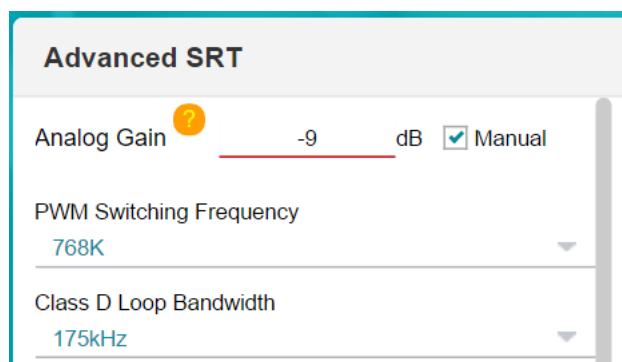 Advanced SRT
Analog Gain ? -9 dB Manual
PWM Switching Frequency
768K
Class D Loop Bandwidth
175kHz